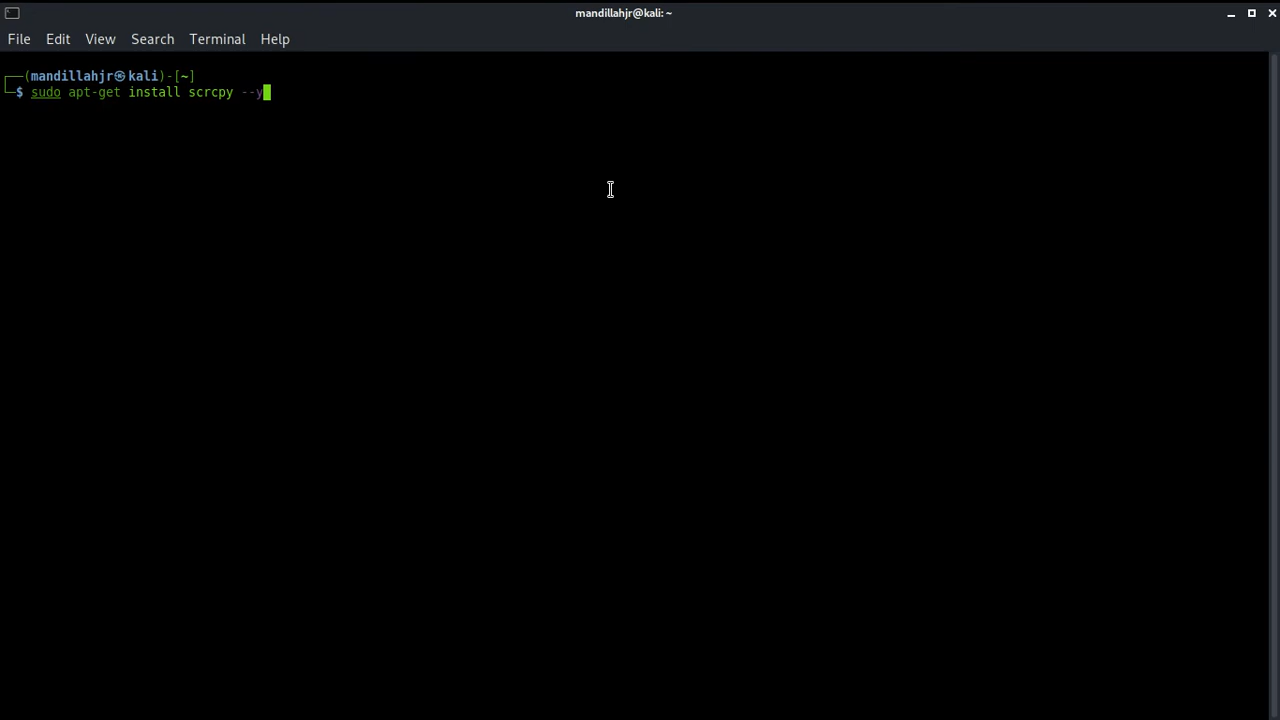 mandillahjr@kali: ~
File Edit View Search Terminal Help
┌──(mandillahjr㉿kali)-[~]
└─$ sudo apt-get install scrcpy --y